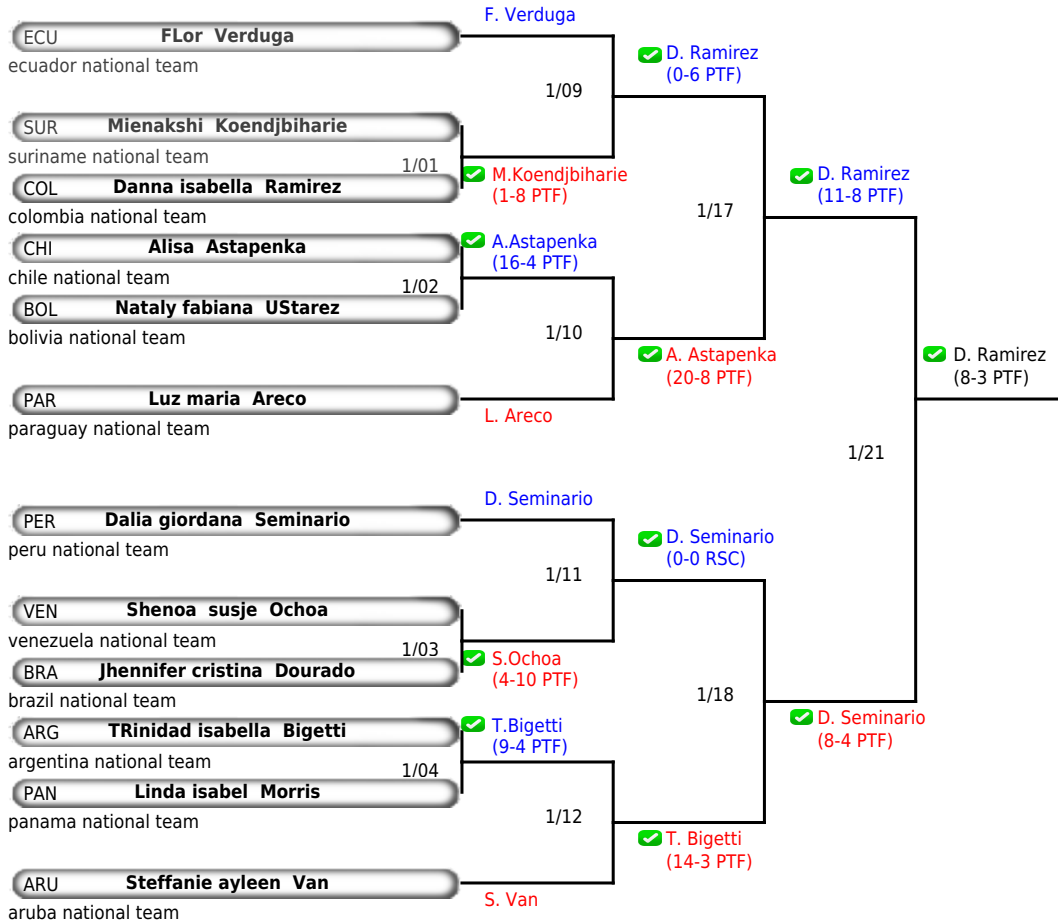 F. Verduga
ECU FLor Verduga
ecuador national team
D. Ramirez
(0-6 PTF)
1/09
SUR Mienakshi Koendjbiharie
suriname national team
1/01
M.Koendjbiharie
(1-8 PTF)
COL Danna isabella Ramirez
colombia national team
D. Ramirez
(11-8 PTF)
1/17
CHI Alisa Astapenka
chile national team
A.Astapenka
(16-4 PTF)
1/02
BOL Nataly fabiana UStarez
bolivia national team
1/10
A. Astapenka
(20-8 PTF)
D. Ramirez
(8-3 PTF)
PAR Luz maria Areco
paraguay national team
L. Areco
1/21
D. Seminario
PER Dalia giordana Seminario
peru national team
D. Seminario
(0-0 RSC)
1/11
VEN Shenoa susje Ochoa
venezuela national team
1/03
S.Ochoa
(4-10 PTF)
BRA Jhennifer cristina Dourado
brazil national team
1/18
D. Seminario
(8-4 PTF)
ARG TRinidad isabella Bigetti
argentina national team
T.Bigetti
(9-4 PTF)
1/04
PAN Linda isabel Morris
panama national team
1/12
T. Bigetti
(14-3 PTF)
ARU Steffanie ayleen Van
aruba national team
S. Van